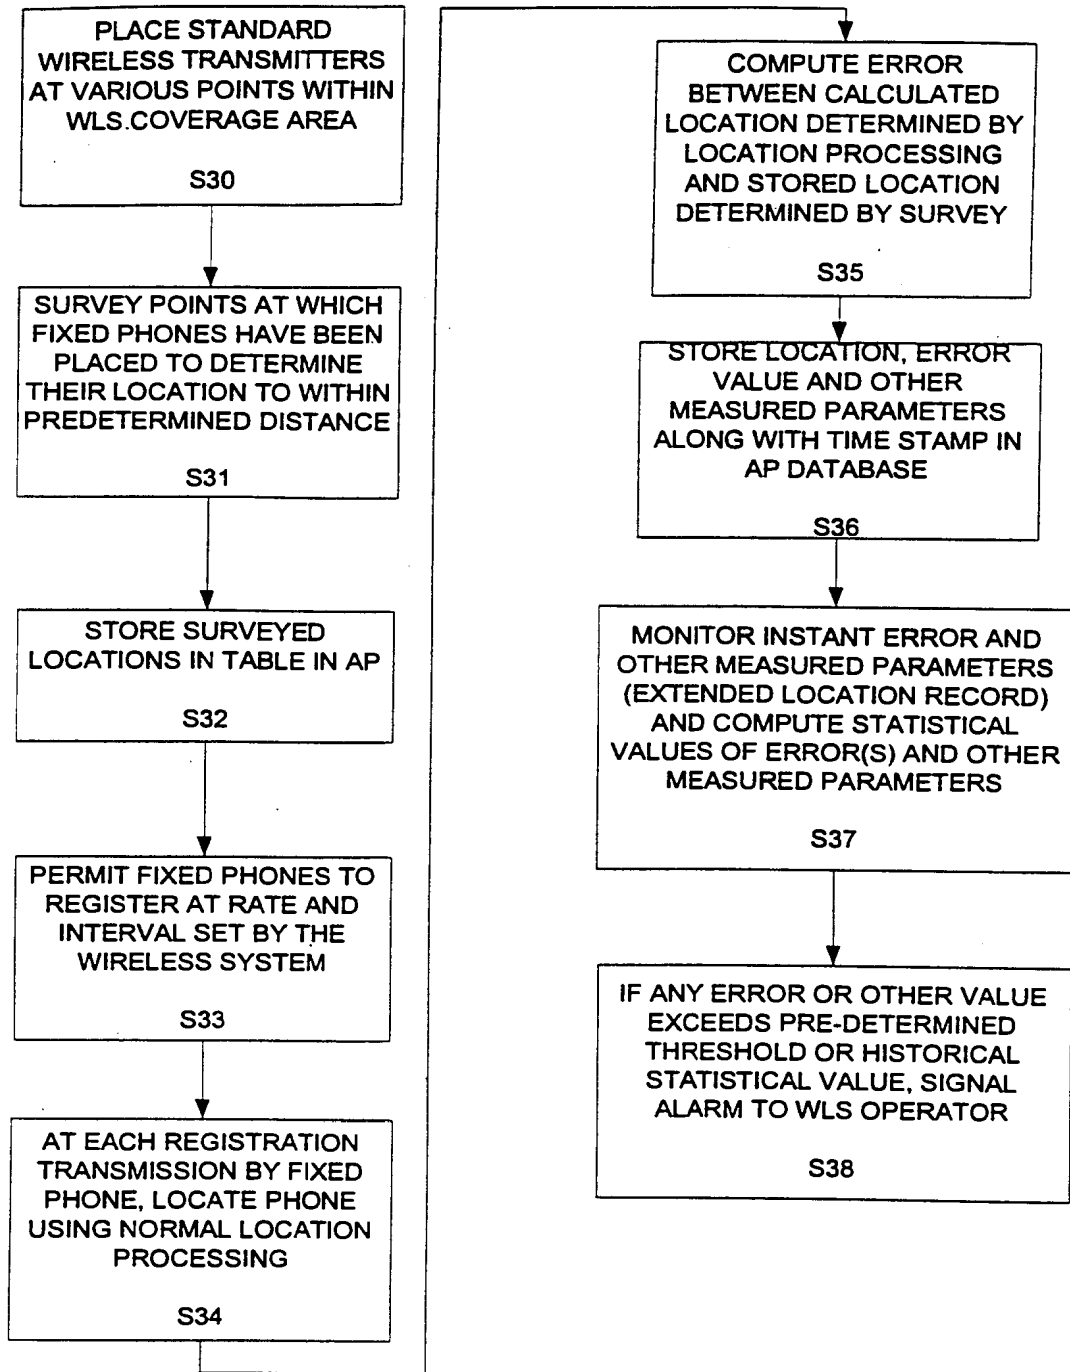 PLACE STANDARD
WIRELESS TRANSMITTERS
AT VARIOUS POINTS WITHIN
WLS.COVERAGE AREA
S30
SURVEY POINTS AT WHICH
FIXED PHONES HAVE BEEN
PLACED TO DETERMINE
THEIR LOCATION TO WITHIN
PREDETERMINED DISTANCE
S31
STORE SURVEYED
LOCATIONS IN TABLE IN AP
S32
PERMIT FIXED PHONES TO
REGISTER AT RATE AND
INTERVAL SET BY THE
WIRELESS SYSTEM
S33
AT EACH REGISTRATION
TRANSMISSION BY FIXED
PHONE, LOCATE PHONE
USING NORMAL LOCATION
PROCESSING
S34
COMPUTE ERROR
BETWEEN CALCULATED
LOCATION DETERMINED BY
LOCATION PROCESSING
AND STORED LOCATION
DETERMINED BY SURVEY
S35
STORE LOCATION, ERROR
VALUE AND OTHER
MEASURED PARAMETERS
ALONG WITH TIME STAMP IN
AP DATABASE
S36
MONITOR INSTANT ERROR AND
OTHER MEASURED PARAMETERS
(EXTENDED LOCATION RECORD)
AND COMPUTE STATISTICAL
VALUES OF ERROR(S) AND OTHER
MEASURED PARAMETERS
S37
IF ANY ERROR OR OTHER VALUE
EXCEEDS PRE-DETERMINED
THRESHOLD OR HISTORICAL
STATISTICAL VALUE, SIGNAL
ALARM TO WLS OPERATOR
S38